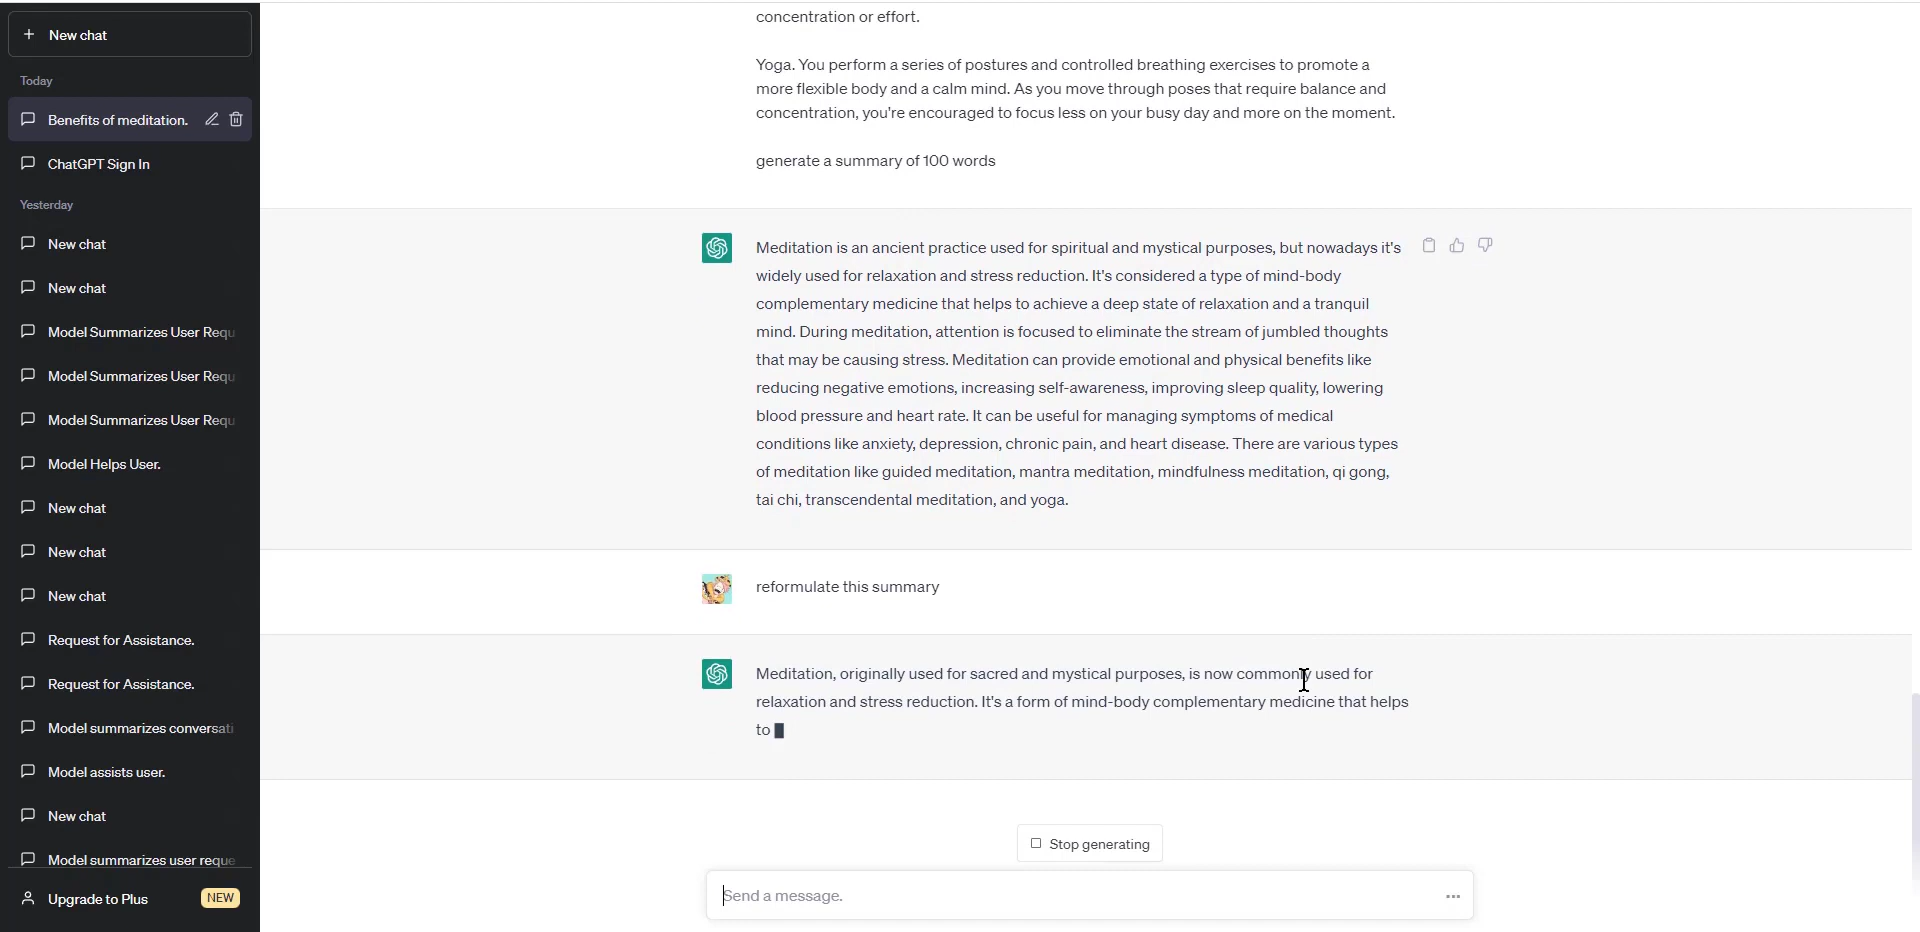 New chat
Today
Benefits of meditation.
ChatGPT Sign In
Yesterday
New chat
New chat
Model Summarizes User Requ
Model Summarizes User Requ
Model Summarizes User Requ
Model Helps User.
New chat
New chat
New chat
Request for Assistance.
Request for Assistance.
Model summarizes conversati
Model assists user.
New chat
Model summarizes user reque
Upgrade to Plus NEW
concentration or effort.
Yoga. You perform a series of postures and controlled breathing exercises to promote a
more flexible body and a calm mind. As you move through poses that require balance and
concentration, you're encouraged to focus less on your busy day and more on the moment.
generate a summary of 100 words
Meditation is an ancient practice used for spiritual and mystical purposes, but nowadays it's
widely used for relaxation and stress reduction. It's considered a type of mind-body
complementary medicine that helps to achieve a deep state of relaxation and a tranquil
mind. During meditation, attention is focused to eliminate the stream of jumbled thoughts
that may be causing stress. Meditation can provide emotional and physical benefits like
reducing negative emotions, increasing self-awareness, improving sleep quality, lowering
blood pressure and heart rate. It can be useful for managing symptoms of medical
conditions like anxiety, depression, chronic pain, and heart disease. There are various types
of meditation like guided meditation, mantra meditation, mindfulness meditation, qi gong,
tai chi, transcendental meditation, and yoga.
reformulate this summary
Meditation, originally used for sacred and mystical purposes, is now commonly used for
relaxation and stress reduction. It's a form of mind-body complementary medicine that helps
to
Stop generating
Send a message.